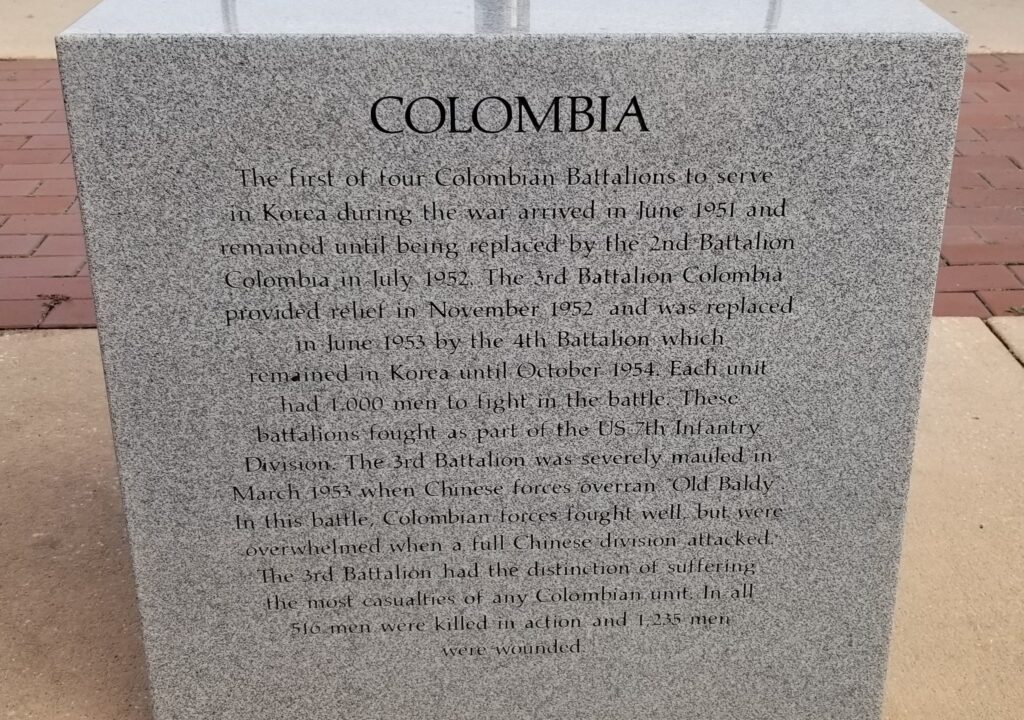 COLOMBIA
The first of four Colombian Battalions to serve
in Korea during the war arrived in June 1951 and
remained until being replaced by the 2nd Battalion
Colombia in July 1952. The 3rd Battalion Colombia
provided relief in November 1952 and was replaced
in June 1953 by the 4th Battalion which
remained in Korea until October 1954. Each unit
had 1,000 men to fight in the battle. These
battalions fought as part of the US 7th Infantry
Division. The 3rd Battalion was severely mauled in
March 1953 when Chinese forces overran "Old Baldy"
In this battle, Colombian forces fought well, but were
overwhelmed when a full Chinese division attacked.
The 3rd Battalion had the distinction of suffering
the most casualties of any Colombian unit. In all
516 men were killed in action and 1,235 men
were wounded.